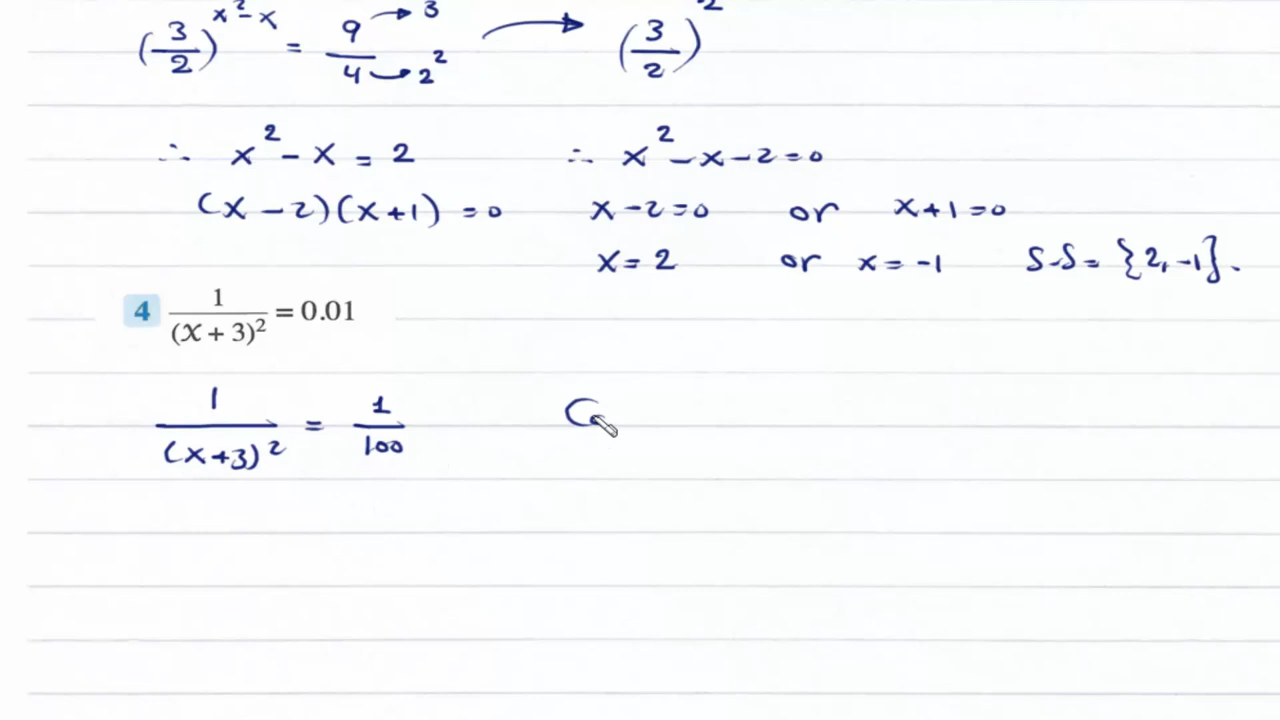 (3/2)^(x²-x) = 9/4 → 3 → 2² → (3/2)²
∴ x² - x = 2 ∴ x² - x - 2 = 0
(x - 2)(x + 1) = 0 x - 2 = 0 or x + 1 = 0
x = 2 or x = -1 S.S = {2, -1}.
4 1/(X + 3)² = 0.01
1/(x+3)² = 1/100 (